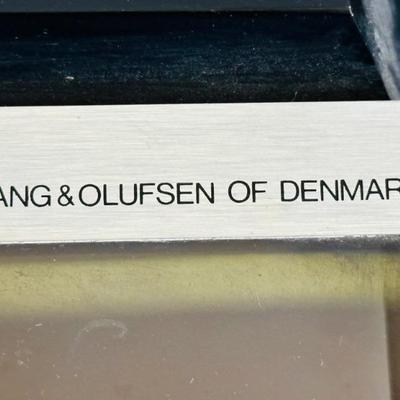 ANG & OLUFSEN OF DENMAR